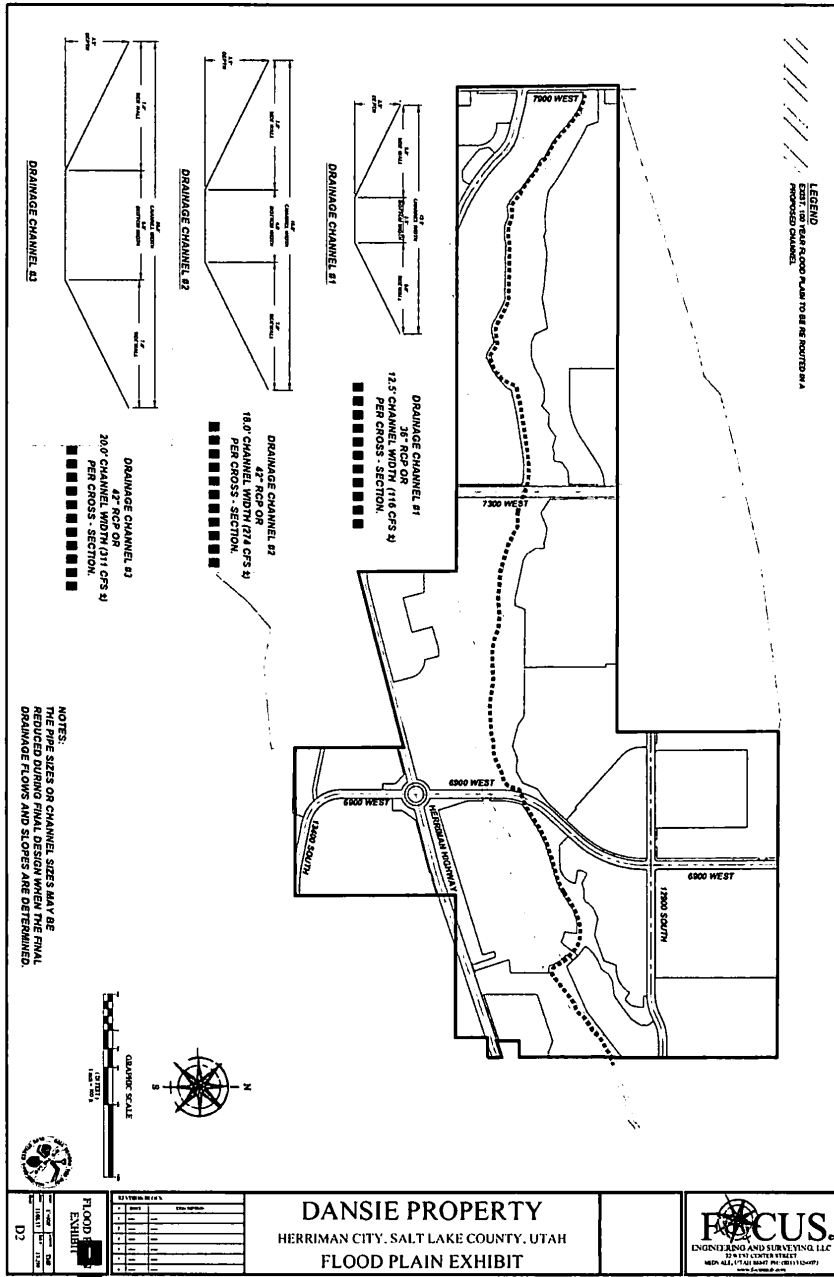 LEGEND
EXIST. 100 YEAR FLOOD PLAIN TO BE RE ROUTED IN A
PROPOSED CHANNEL
7900 WEST
7300 WEST
6900 WEST
6900 WEST
6900 WEST
13400 SOUTH
HERRIMAN HIGHWAY
12900 SOUTH
DRAINAGE CHANNEL #1
DRAINAGE CHANNEL #2
DRAINAGE CHANNEL #3
DRAINAGE CHANNEL #1
36" RCP OR
12.5' CHANNEL WIDTH (116 CFS ±)
PER CROSS - SECTION.
DRAINAGE CHANNEL #2
42" RCP OR
18.0' CHANNEL WIDTH (274 CFS ±)
PER CROSS - SECTION.
DRAINAGE CHANNEL #3
42" RCP OR
20.0' CHANNEL WIDTH (311 CFS ±)
PER CROSS - SECTION.
NOTES:
THE PIPE SIZES OR CHANNEL SIZES MAY BE
REDUCED DURING FINAL DESIGN WHEN THE FINAL
DRAINAGE FLOWS AND SLOPES ARE DETERMINED.
N
S
GRAPHIC SCALE
FLOOD
EXHIBIT
D2
DANSIE PROPERTY
HERRIMAN CITY, SALT LAKE COUNTY, UTAH
FLOOD PLAIN EXHIBIT
FOCUS
ENGINEERING AND SURVEYING, LLC